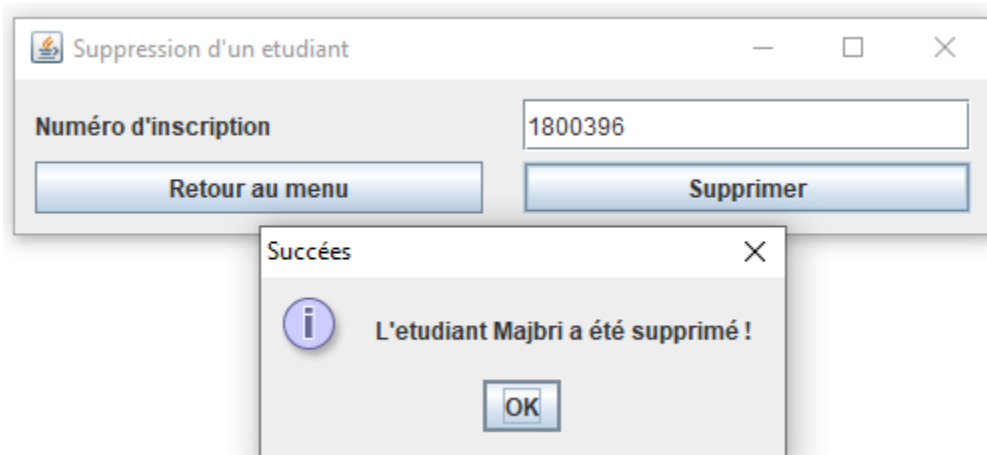 Suppression d'un etudiant
Numéro d'inscription 1800396
Retour au menu Supprimer
Succées
L'etudiant Majbri a été supprimé !
OK